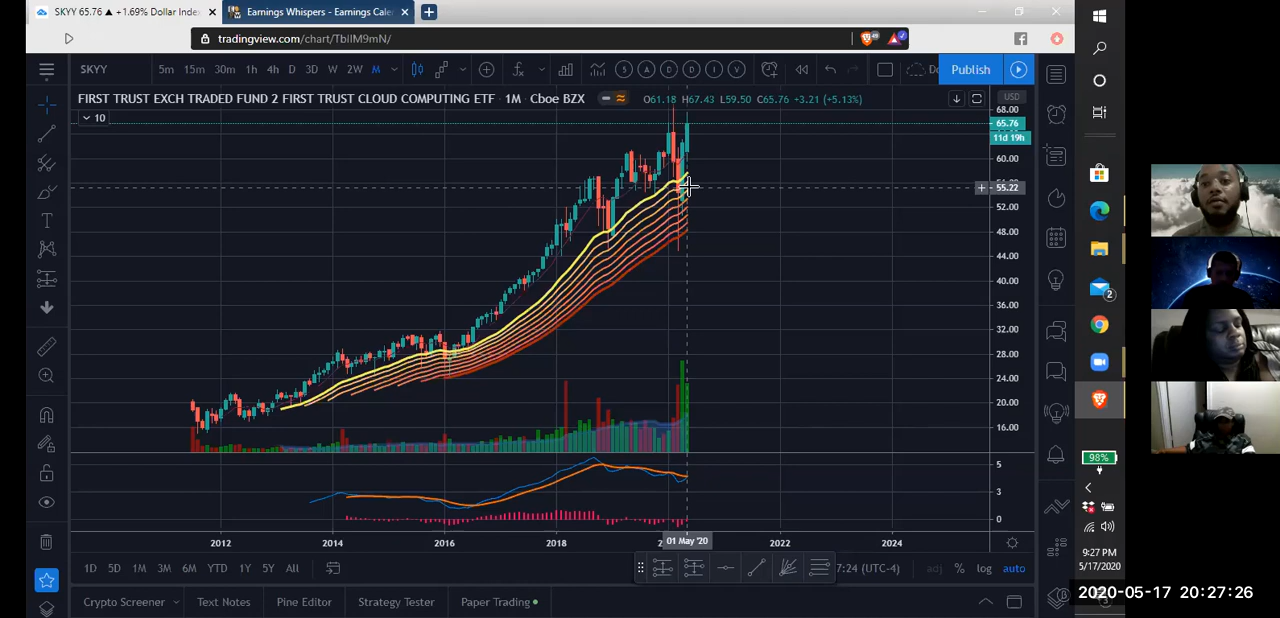 SKYY 65.76 ▲ +1.69% Dollar Index
Earnings Whispers - Earnings Caler
tradingview.com/chart/TbilM9mN/
SKYY 5m 15m 30m 1h 4h D 3D W 2W M
Publish
FIRST TRUST EXCH TRADED FUND 2 FIRST TRUST CLOUD COMPUTING ETF · 1M · Cboe BZX
O61.18 H67.43 L59.50 C65.76 +3.21 (+5.13%)
USD
10
68.00
65.76
11d 19h
60.00
55.22
52.00
48.00
44.00
40.00
36.00
32.00
28.00
24.00
20.00
16.00
5
3
0
2012 2014 2016 2018 01 May '20 2022 2024
1D 5D 1M 3M 6M YTD 1Y 5Y All
7:24 (UTC-4) adj % log auto
Crypto Screener Text Notes Pine Editor Strategy Tester Paper Trading
2
98%
9:27 PM
5/17/2020
2020-05-17 20:27:26